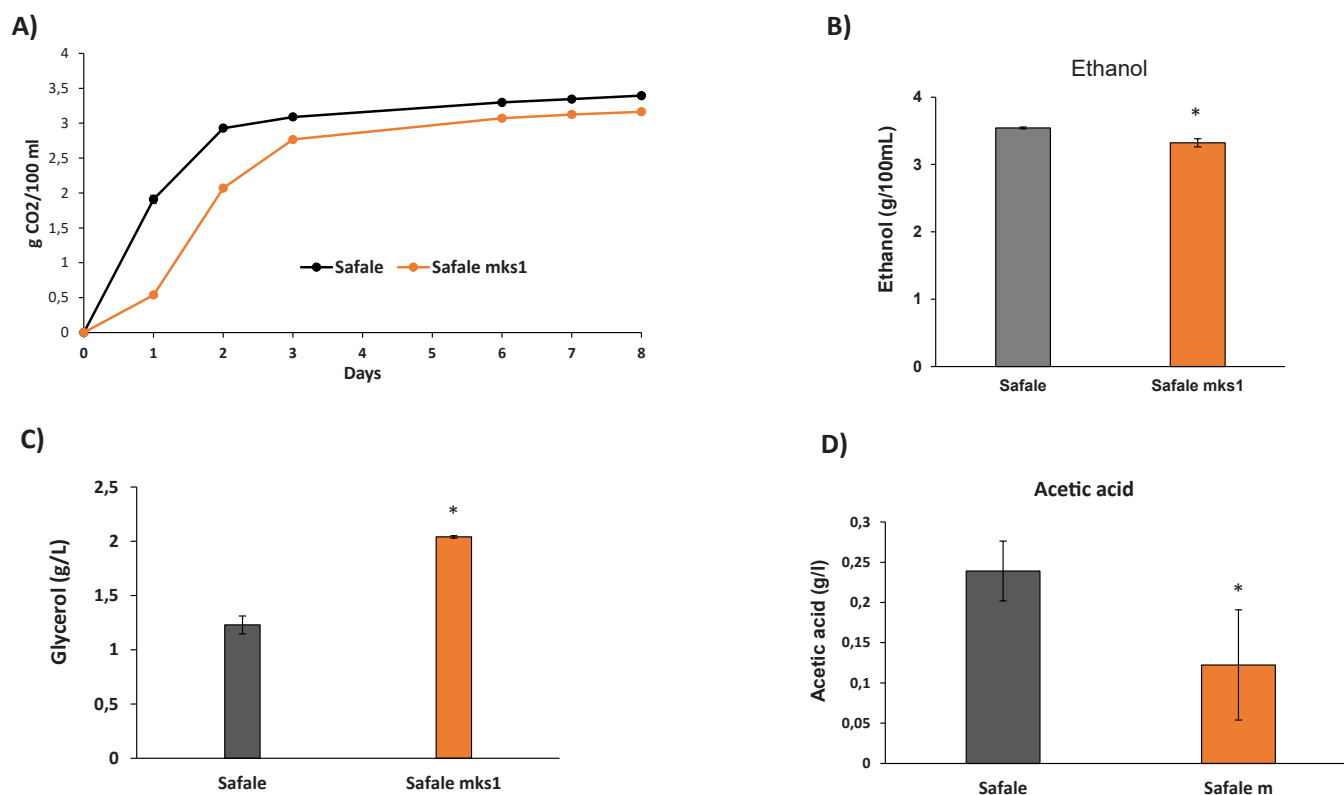 A)
g CO2/100 ml
4
3,5
3
2,5
2
1,5
1
0,5
0
Safale
Safale mks1
0 1 2 3 4 5 6 7 8
Days
B)
Ethanol
Ethanol (g/100mL)
4
3
2
1
0
*
Safale
Safale mks1
C)
Glycerol (g/L)
2,5
2
1,5
1
0,5
0
*
Safale
Safale mks1
D)
Acetic acid
Acetic acid (g/l)
0,3
0,25
0,2
0,15
0,1
0,05
0
*
Safale
Safale m